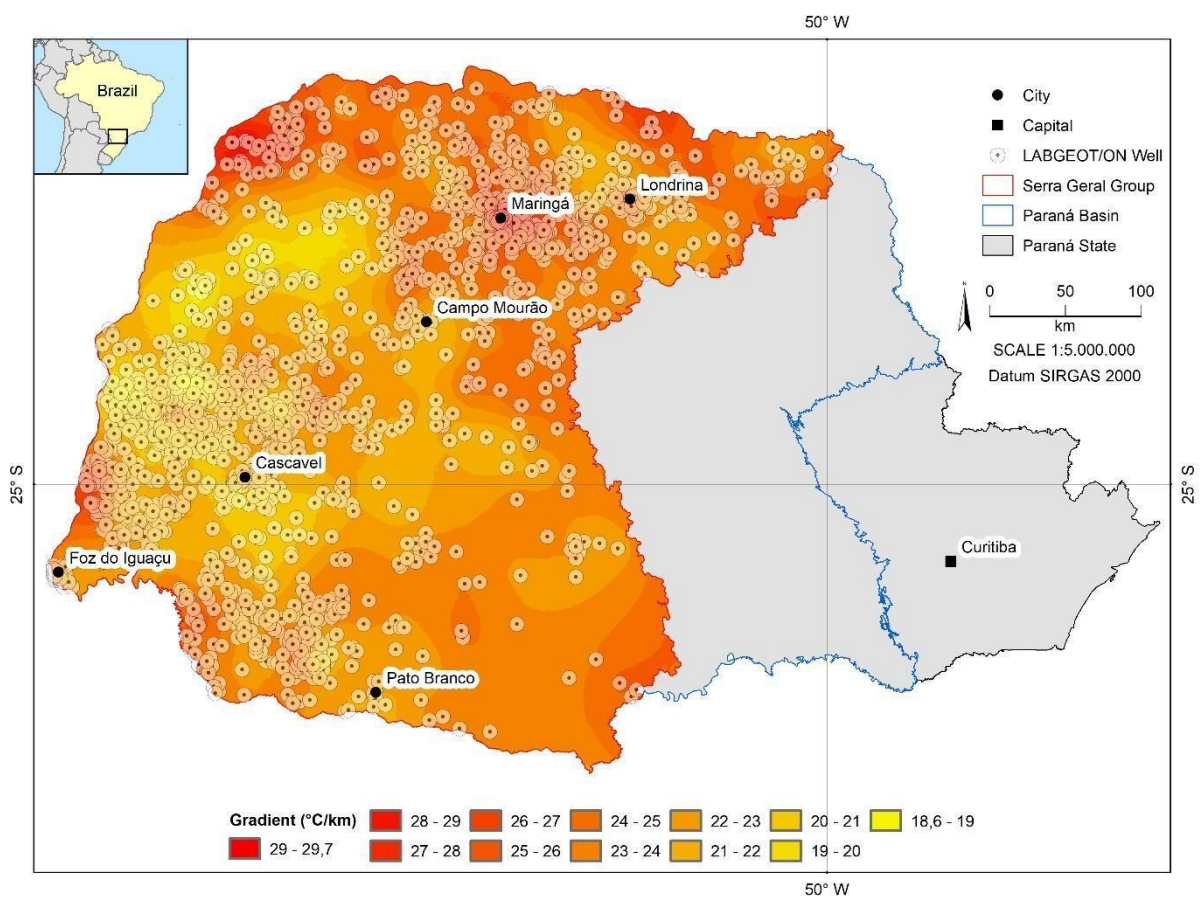 50° W
Brazil
City
Capital
LABGEOT/ON Well
Serra Geral Group
Paraná Basin
Paraná State
N
0 50 100
km
SCALE 1:5.000.000
Datum SIRGAS 2000
Londrina
Maringá
Campo Mourão
Cascavel
25° S
25° S
Foz do Iguaçu
Curitiba
Pato Branco
Gradient (°C/km)
28 - 29 26 - 27 24 - 25 22 - 23 20 - 21 18,6 - 19
29 - 29,7 27 - 28 25 - 26 23 - 24 21 - 22 19 - 20
50° W